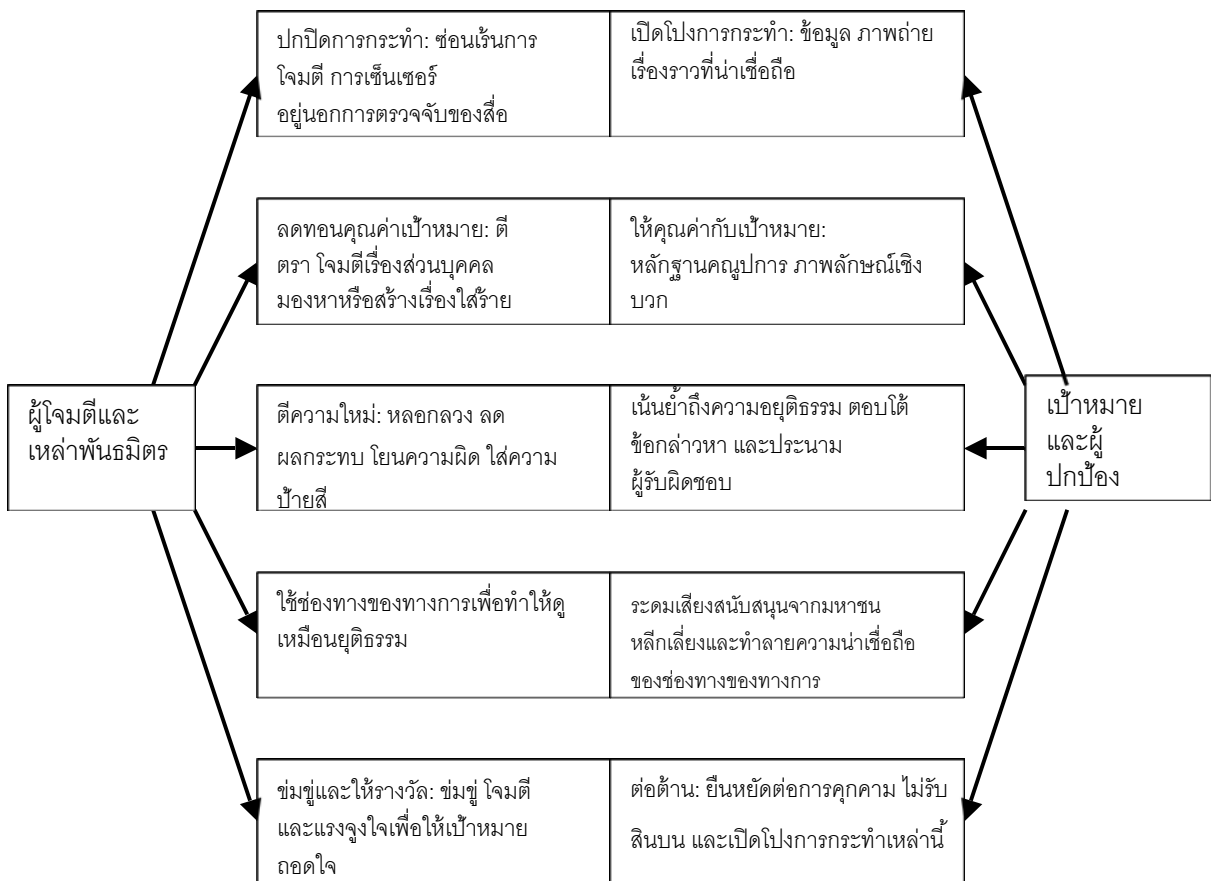 ปกปิดการกระทำ: ซ่อนเร้นการ
โจมตี การเซ็นเซอร์
อยู่นอกการตรวจจับของสื่อ
เปิดโปงการกระทำ: ข้อมูล ภาพถ่าย
เรื่องราวที่น่าเชื่อถือ
ลดทอนคุณค่าเป้าหมาย: ตี
ตรา โจมตีเรื่องส่วนบุคคล
มองหาหรือสร้างเรื่องใส่ร้าย
ให้คุณค่ากับเป้าหมาย:
หลักฐานคณูปการ ภาพลักษณ์เชิง
บวก
ผู้โจมตีและ
เหล่าพันธมิตร
ตีความใหม่: หลอกลวง ลด
ผลกระทบ โยนความผิด ใส่ความ
ป้ายสี
เน้นย้ำถึงความอยุติธรรม ตอบโต้
ข้อกล่าวหา และประนาม
ผู้รับผิดชอบ
เป้าหมาย
และผู้
ปกป้อง
ใช้ช่องทางของทางการเพื่อทำให้ดู
เหมือนยุติธรรม
ระดมเสียงสนับสนุนจากมหาชน
หลีกเลี่ยงและทำลายความน่าเชื่อถือ
ของช่องทางของทางการ
ข่มขู่และให้รางวัล: ข่มขู่ โจมตี
และแรงจูงใจเพื่อให้เป้าหมาย
ถอดใจ
ต่อต้าน: ยืนหยัดต่อการคุกคาม ไม่รับ
สินบน และเปิดโปงการกระทำเหล่านี้